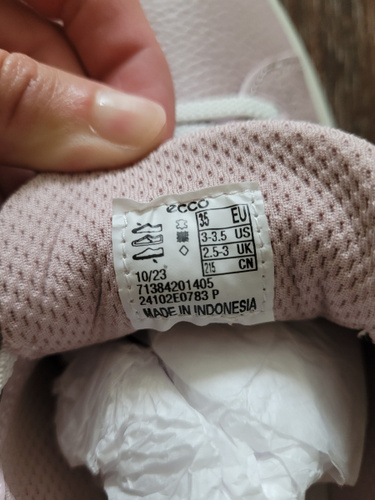 ecco
35 EU
3-3.5 US
2.5-3 UK
215 CN
10/23
71384201405
24102E0783 P
MADE IN INDONESIA